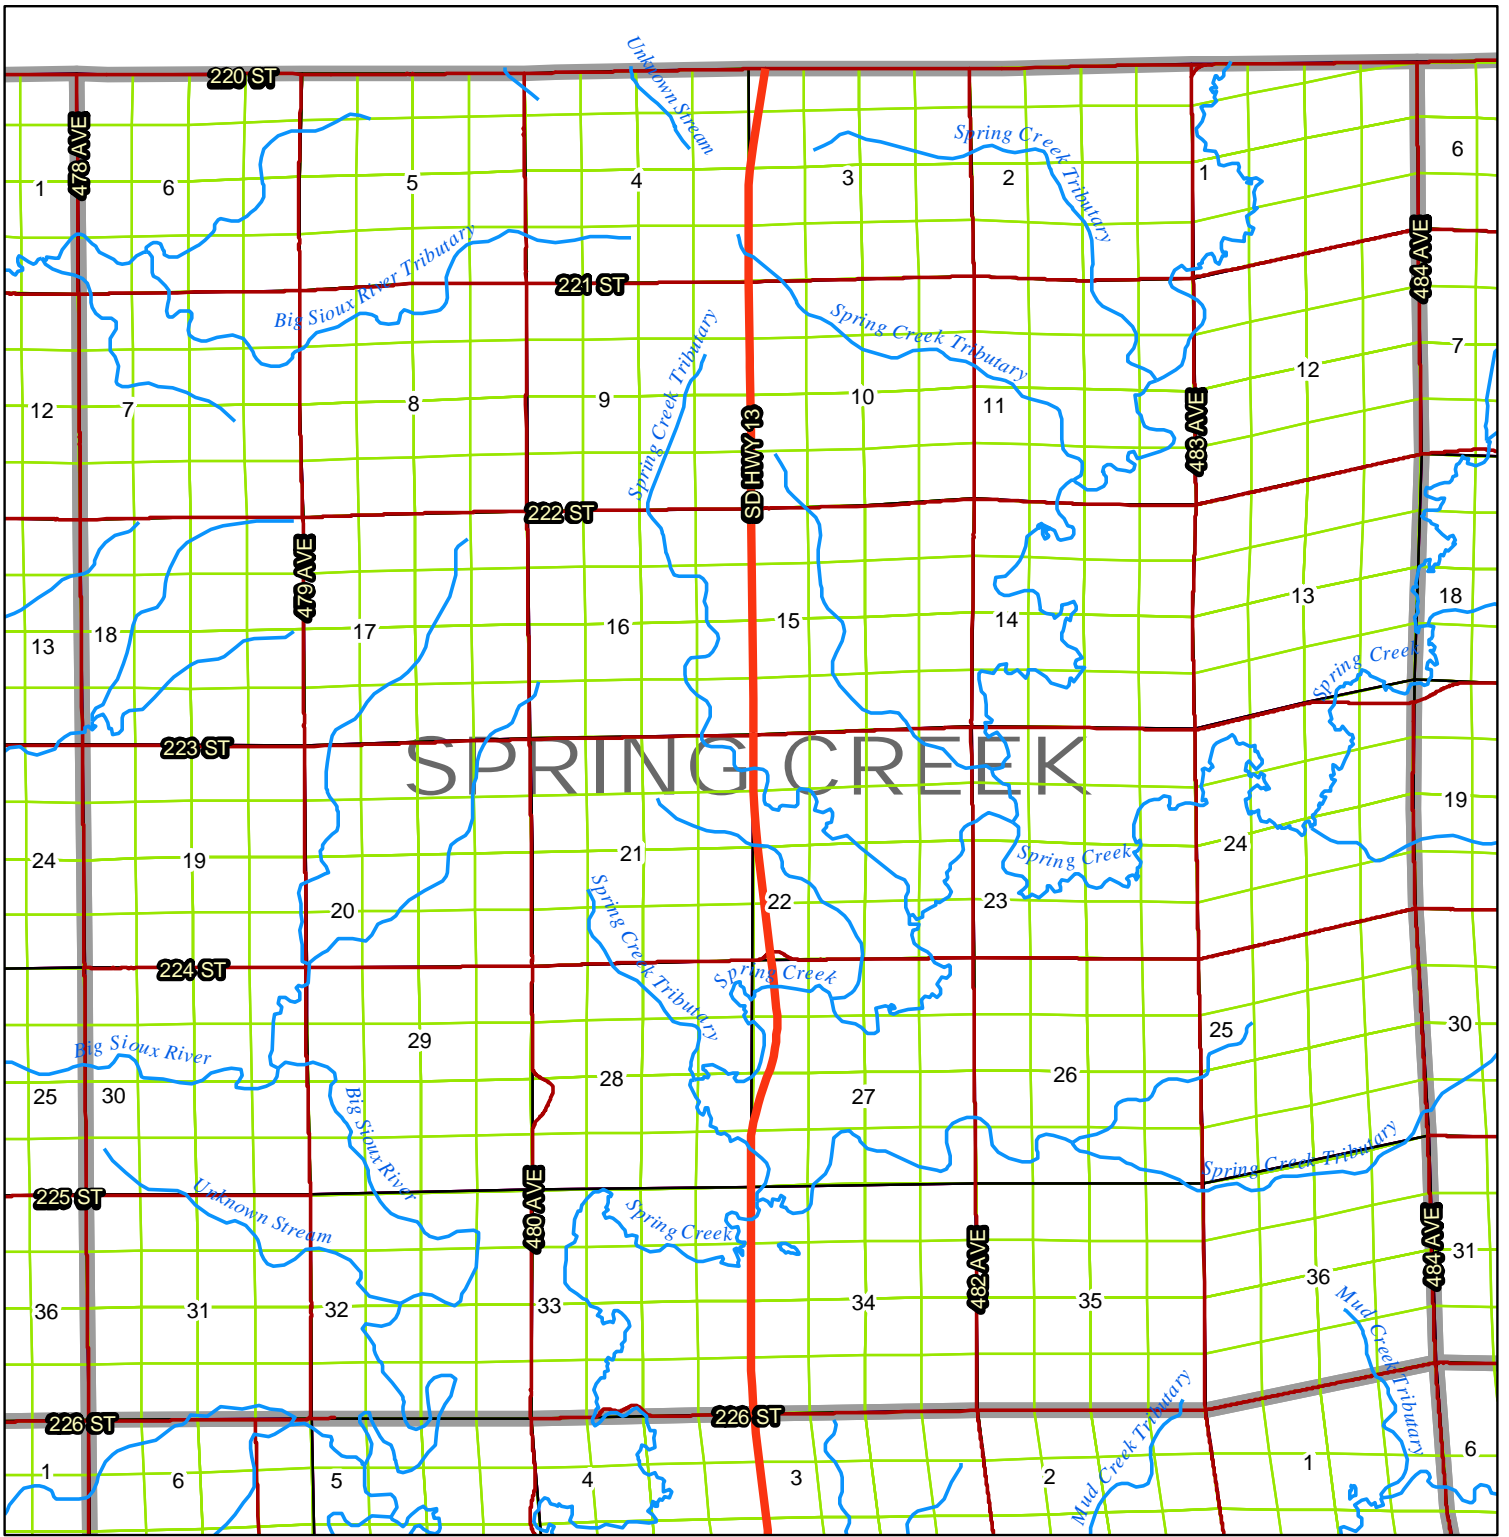 220 ST
Unknown Stream
478 AVE
Spring Creek Tributary
1
6
5
4
3
2
1
6
484 AVE
Big Sioux River Tributary
221 ST
Spring Creek Tributary
Spring Creek Tributary
12
7
8
9
10
11
12
7
SD HWY 13
483 AVE
222 ST
479 AVE
13
18
17
16
15
14
13
18
Spring Creek
223 ST
SPRING CREEK
24
19
20
21
22
23
24
19
Spring Creek
Spring Creek Tributary
224 ST
Spring Creek
Big Sioux River
25
30
29
28
27
26
25
30
Big Sioux River
Spring Creek Tributary
225 ST
Unknown Stream
480 AVE
Spring Creek
482 AVE
484 AVE
36
31
32
33
34
35
36
31
Mud Creek Tributary
Mud Creek Tributary
226 ST
226 ST
1
6
5
4
3
2
1
6